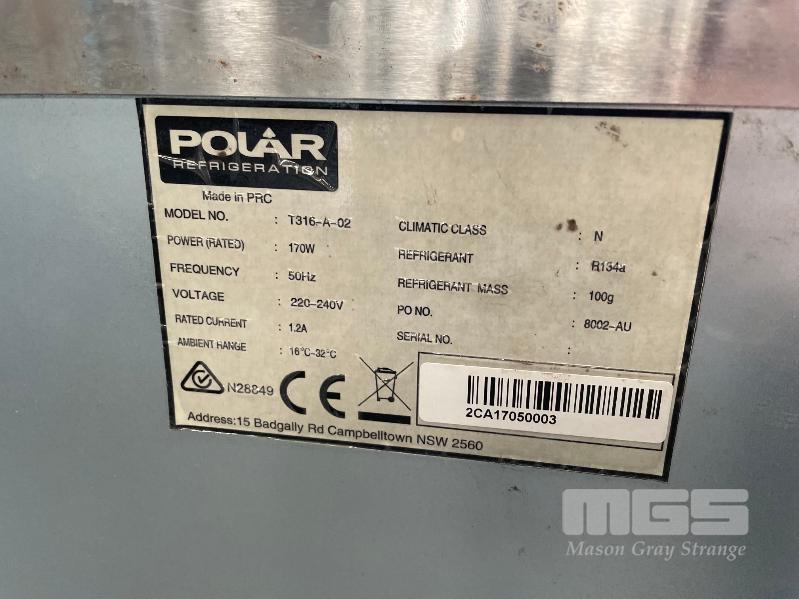 POLAR
REFRIGERATION
Made in PRC
MODEL NO. : T316-A-02
POWER (RATED) : 170W
FREQUENCY : 50Hz
VOLTAGE : 220-240V
RATED CURRENT : 1.2A
AMBIENT RANGE : 16°C-32°C
CLIMATIC CLASS : N
REFRIGERANT : R134a
REFRIGERANT MASS : 100g
PO NO. : 8002-AU
SERIAL NO. :
N28849
CE
2CA17050003
Address:15 Badgally Rd Campbelltown NSW 2560
MGS
Mason Gray Strange